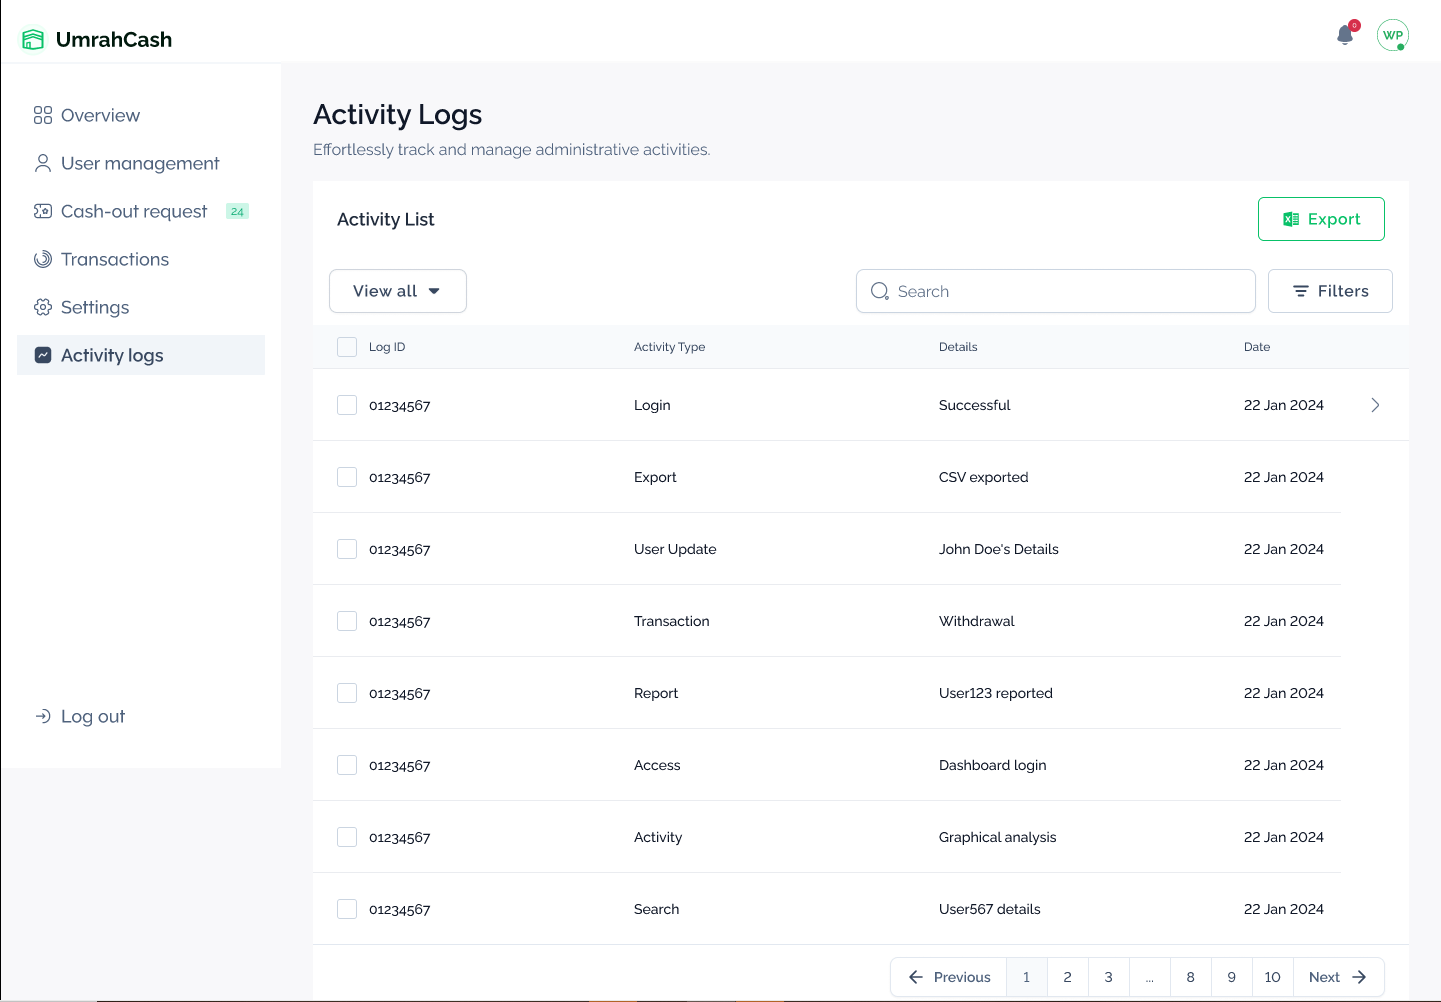 UmrahCash
0
WP
Overview
User management
Cash-out request 24
Transactions
Settings
Activity logs
Log out
Activity Logs
Effortlessly track and manage administrative activities.
Activity List
Export
View all
Search
Filters
Log ID Activity Type Details Date
01234567 Login Successful 22 Jan 2024
01234567 Export CSV exported 22 Jan 2024
01234567 User Update John Doe's Details 22 Jan 2024
01234567 Transaction Withdrawal 22 Jan 2024
01234567 Report User123 reported 22 Jan 2024
01234567 Access Dashboard login 22 Jan 2024
01234567 Activity Graphical analysis 22 Jan 2024
01234567 Search User567 details 22 Jan 2024
Previous 1 2 3 ... 8 9 10 Next